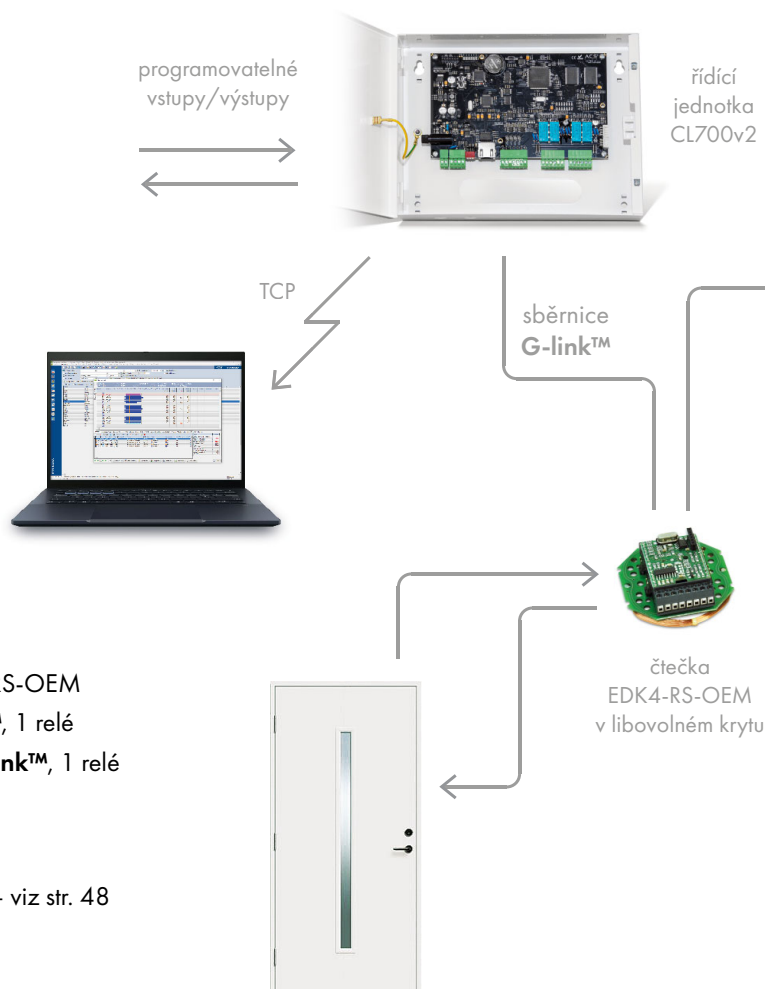 programovatelné
vstupy/výstupy
řídící
jednotka
CL700v2
TCP
sběrnice
G-link™
čtečka
EDK4-RS-OEM
v libovolném krytu
RS-OEM
, 1 relé
nk™, 1 relé
- viz str. 48